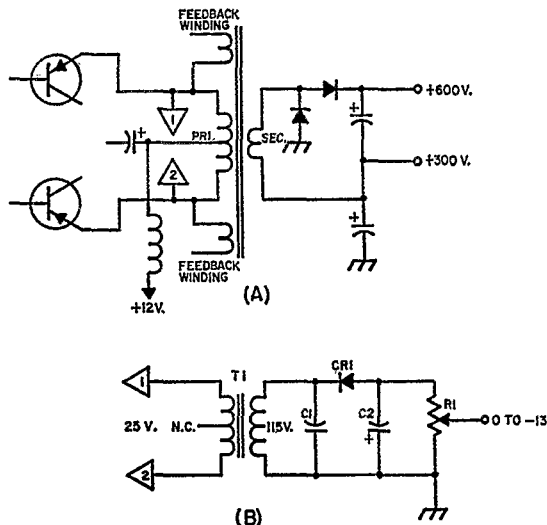 FEEDBACK
WINDING
1
PRI.
SEC.
+
+600V.
+
+300V.
2
+
FEEDBACK
WINDING
+12V.
(A)
1
T1
CR1
25 V.
N.C.
115V.
C1
C2
+
R1
0 TO -13
2
(B)